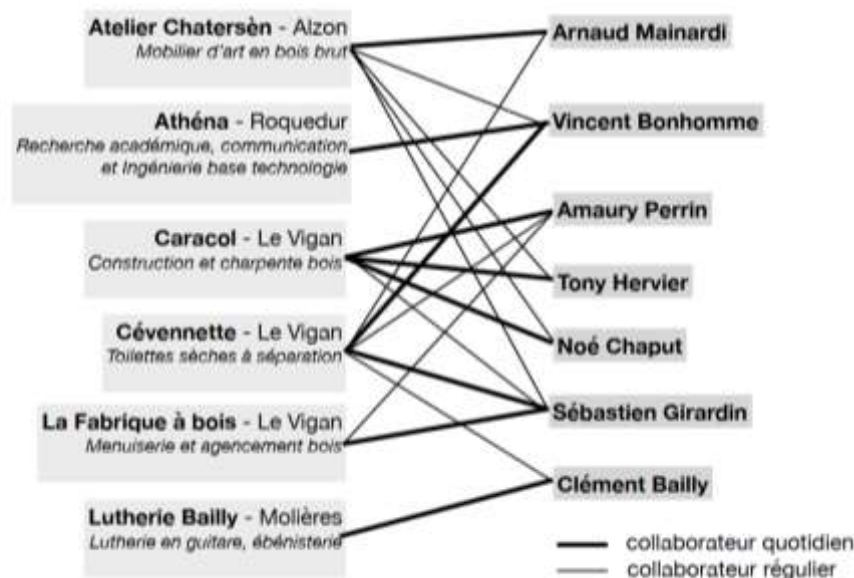 Atelier Chatersèn - Alzon
Mobilier d'art en bois brut
Athéna - Roquedur
Recherche académique, communication
et Ingénierie base technologie
Caracol - Le Vigan
Construction et charpente bois
Cévennette - Le Vigan
Toilettes sèches à séparation
La Fabrique à bois - Le Vigan
Menuiserie et agencement bois
Lutherie Bailly - Molières
Lutherie en guitare, ébénisterie
Arnaud Mainardi
Vincent Bonhomme
Amaury Perrin
Tony Hervier
Noé Chaput
Sébastien Girardin
Clément Bailly
collaborateur quotidien
collaborateur régulier